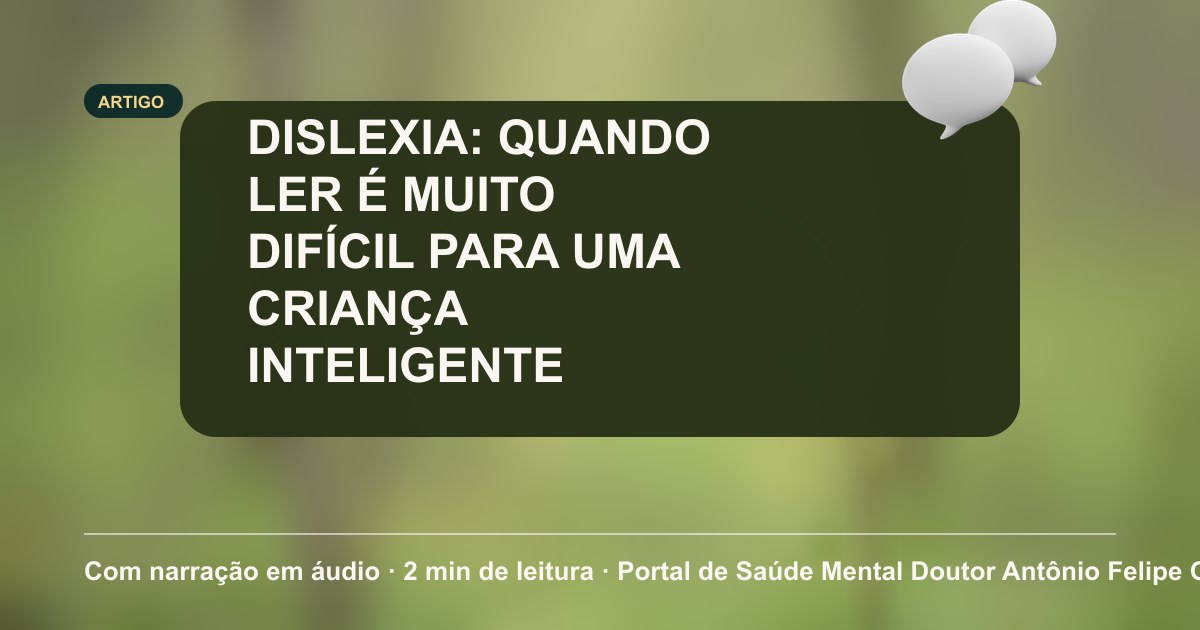 ARTIGO
DISLEXIA: QUANDO
LER É MUITO
DIFÍCIL PARA UMA
CRIANÇA
INTELIGENTE
Com narração em áudio · 2 min de leitura · Portal de Saúde Mental Doutor Antônio Felipe